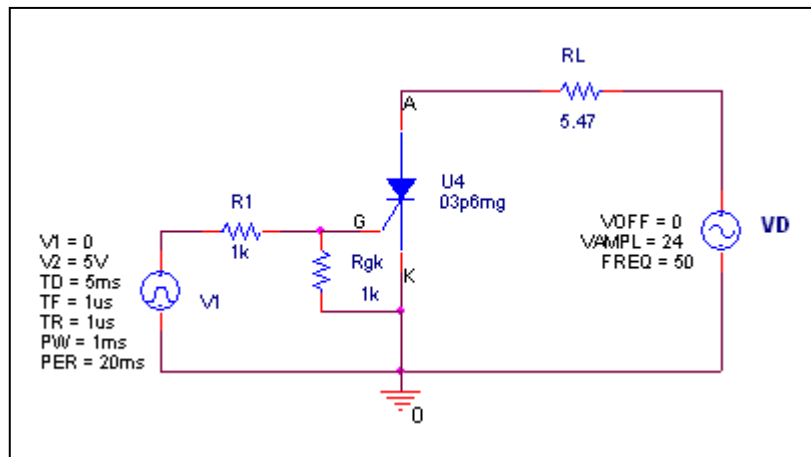 RL
A
5.47
U4
03p6mg
R1
G
1k
VOFF = 0
VAMPL = 24
FREQ = 50
VD
V1 = 0
V2 = 5V
TD = 5ms
TF = 1us
TR = 1us
PW = 1ms
PER = 20ms
V1
Rgk
1k
K
0